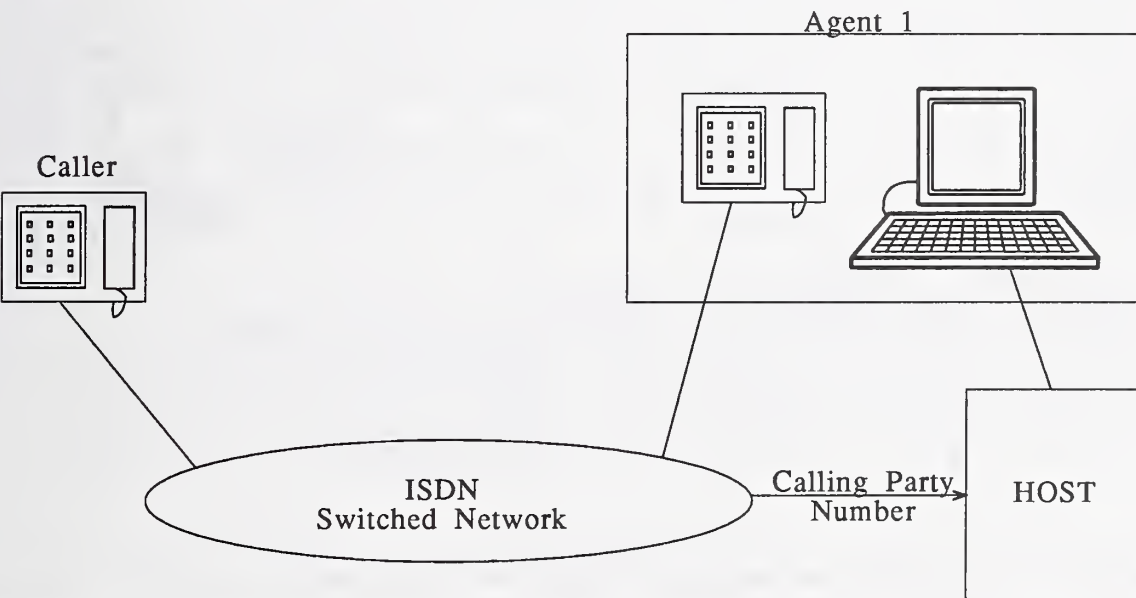 Agent 1
Caller
ISDN
Switched Network
Calling Party
Number
HOST